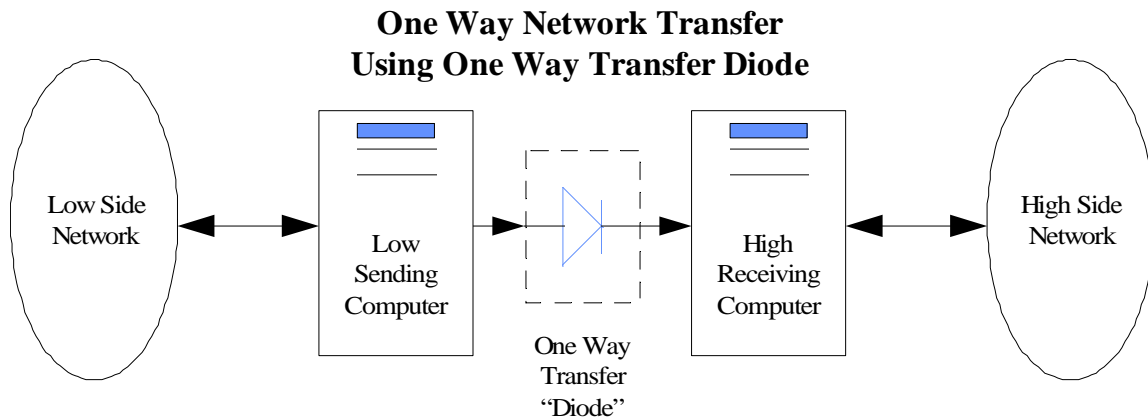 One Way Network Transfer
Using One Way Transfer Diode
Low Side
Network
Low
Sending
Computer
One Way
Transfer
“Diode”
High
Receiving
Computer
High Side
Network